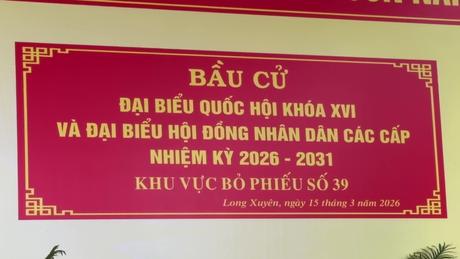 BẦU CỬ
ĐẠI BIỂU QUỐC HỘI KHÓA XVI
VÀ ĐẠI BIỂU HỘI ĐỒNG NHÂN DÂN CÁC CẤP
NHIỆM KỲ 2026 - 2031
KHU VỰC BỎ PHIẾU SỐ 39
Long Xuyên, ngày 15 tháng 3 năm 2026